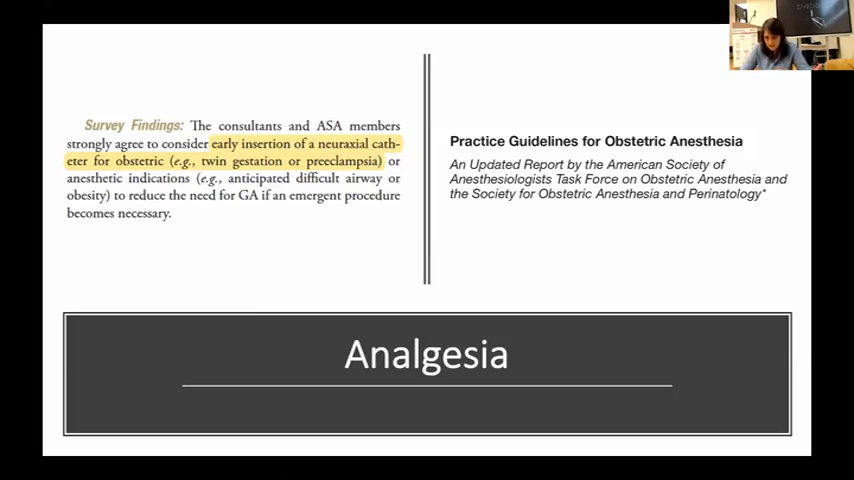 Survey Findings: The consultants and ASA members
strongly agree to consider early insertion of a neuraxial cath-
eter for obstetric (e.g., twin gestation or preeclampsia) or
anesthetic indications (e.g., anticipated difficult airway or
obesity) to reduce the need for GA if an emergent procedure
becomes necessary.
Practice Guidelines for Obstetric Anesthesia
An Updated Report by the American Society of
Anesthesiologists Task Force on Obstetric Anesthesia and
the Society for Obstetric Anesthesia and Perinatology*
Analgesia